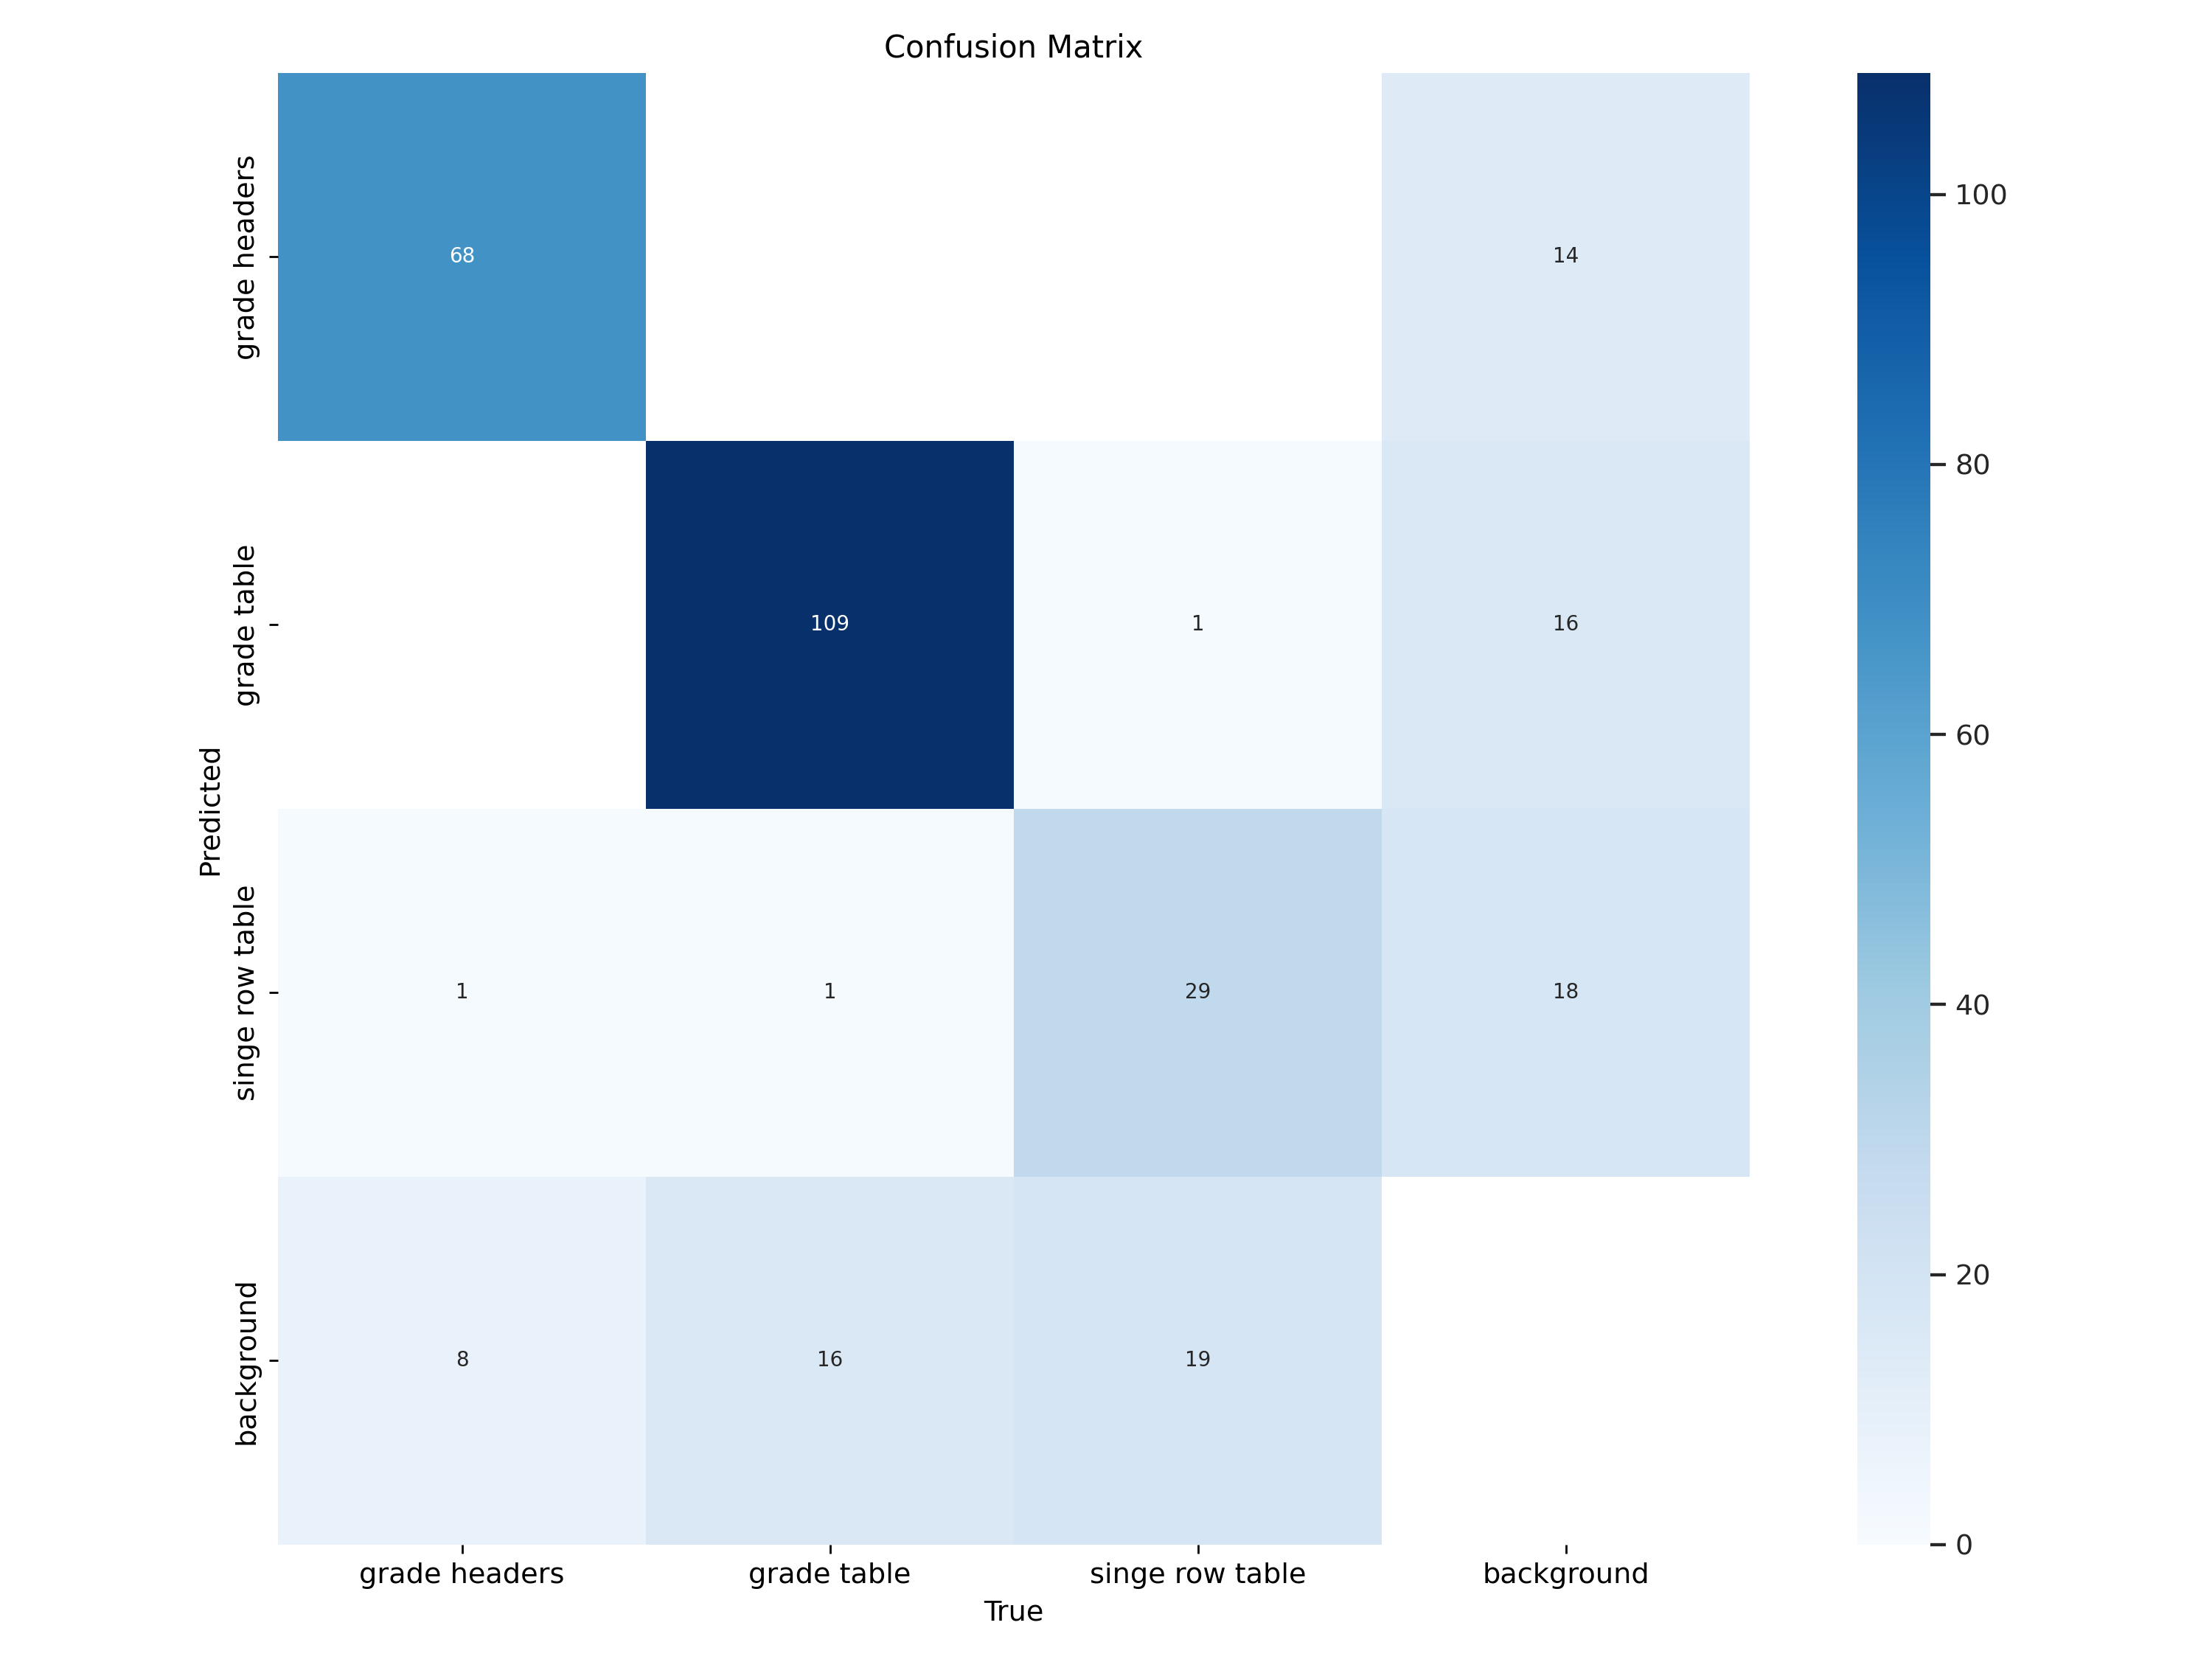 Confusion Matrix
grade headers
68
14
100
80
grade table
109
1
16
60
Predicted
singe row table
1
1
29
18
40
20
background
8
16
19
0
grade headers
grade table
singe row table
background
True